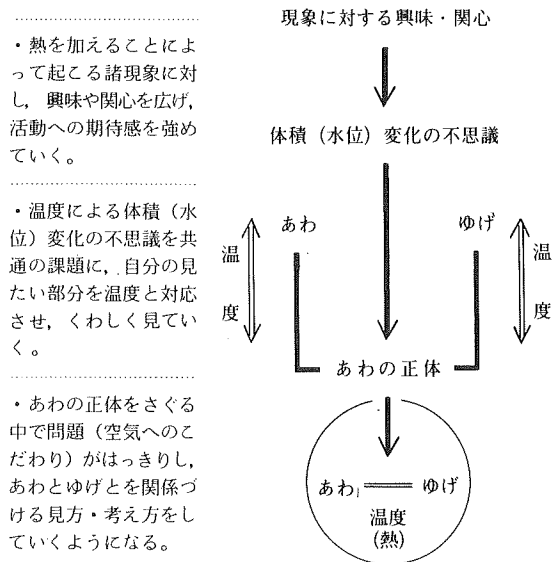 現象に対する興味・関心
・熱を加えることによ
って起こる諸現象に対
し，興味や関心を広げ，
活動への期待感を強め
ていく。
体積（水位）変化の不思議
・温度による体積（水
位）変化の不思議を共
通の課題に，自分の見
たい部分を温度と対応
させ，くわしく見てい
く。
あわ
ゆげ
温度
温度
あわの正体
・あわの正体をさぐる
中で問題（空気へのこ
だわり）がはっきりし，
あわとゆげとを関係づ
ける見方・考え方をし
ていくようになる。
あわ
ゆげ
温度
(熱)